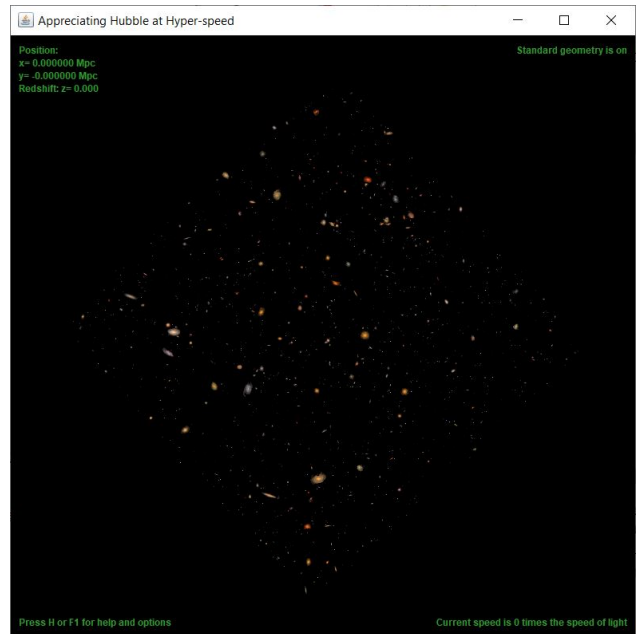 Appreciating Hubble at Hyper-speed
Position:
x= 0.000000 Mpc
y= -0.000000 Mpc
Redshift: z= 0.000
Standard geometry is on
Press H or F1 for help and options
Current speed is 0 times the speed of light